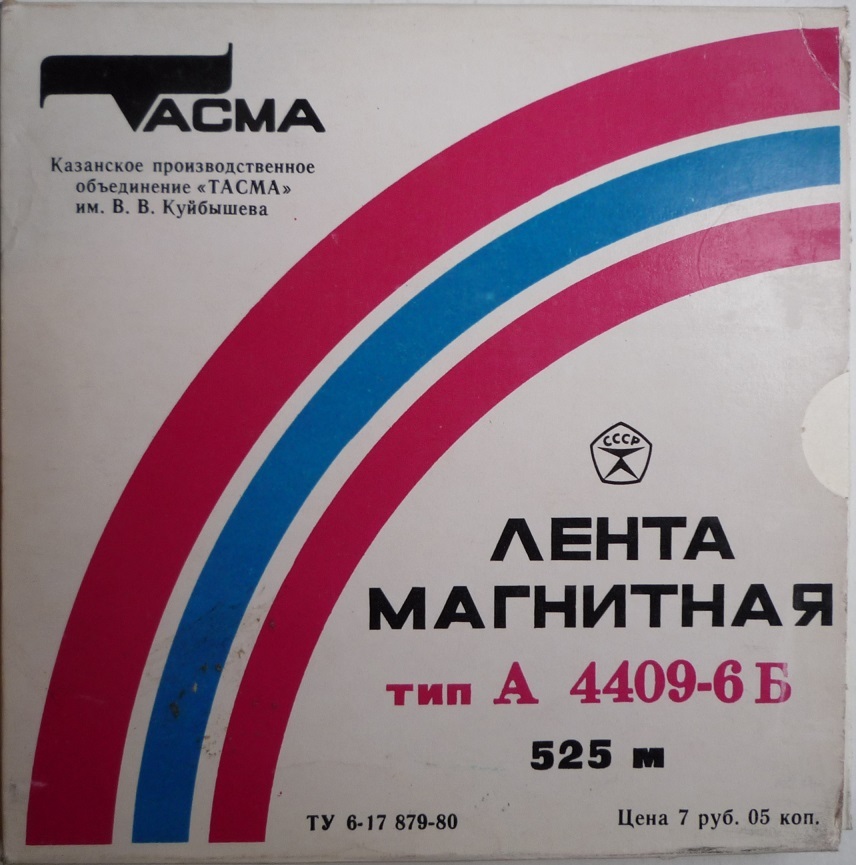 ТАСМА
Казанское производственное
объединение «ТАСМА»
им. В. В. Куйбышева
СССР
ЛЕНТА
МАГНИТНАЯ
тип А 4409-6 Б
525 м
ТУ 6-17 879-80
Цена 7 руб. 05 коп.